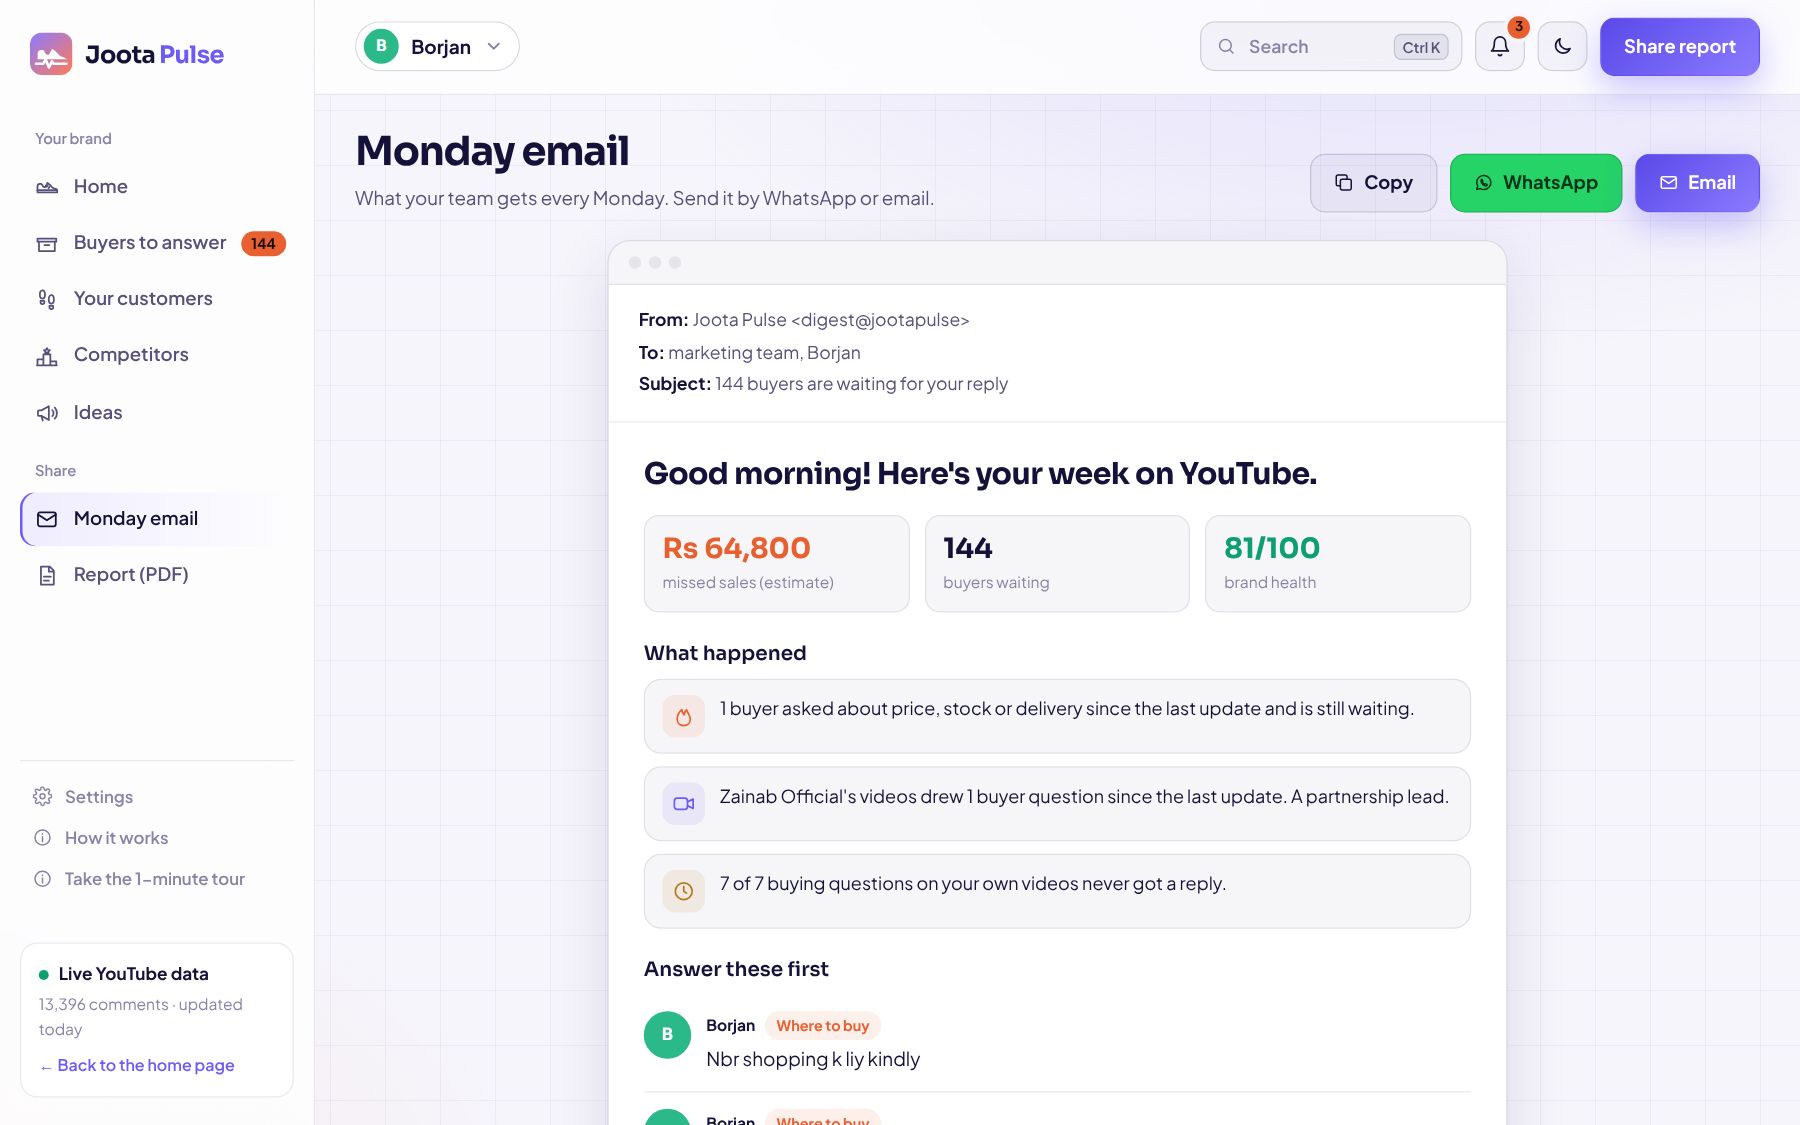 Joota Pulse
Your brand
Home
Buyers to answer 144
Your customers
Competitors
Ideas
Share
Monday email
Report (PDF)
Settings
How it works
Take the 1-minute tour
Live YouTube data
13,396 comments · updated
today
← Back to the home page
B Borjan
Search Ctrl K
3
Share report
Monday email
What your team gets every Monday. Send it by WhatsApp or email.
Copy
WhatsApp
Email
From: Joota Pulse <digest@jootapulse>
To: marketing team, Borjan
Subject: 144 buyers are waiting for your reply
Good morning! Here's your week on YouTube.
Rs 64,800
missed sales (estimate)
144
buyers waiting
81/100
brand health
What happened
1 buyer asked about price, stock or delivery since the last update and is still waiting.
Zainab Official's videos drew 1 buyer question since the last update. A partnership lead.
7 of 7 buying questions on your own videos never got a reply.
Answer these first
B Borjan Where to buy
Nbr shopping k liy kindly
Borjan Where to buy